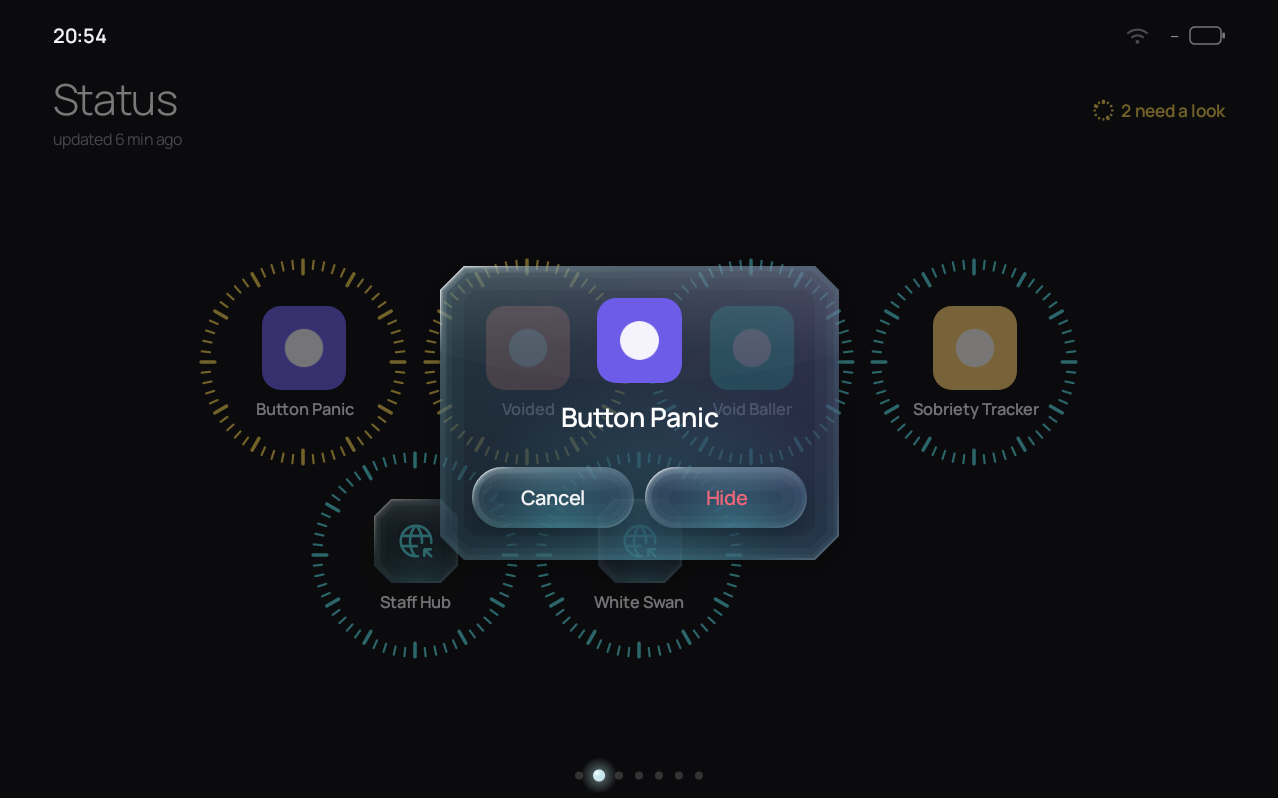 20:54
–
Status
updated 6 min ago
2 need a look
Button Panic
Voided
Void Baller
Sobriety Tracker
Button Panic
Cancel
Hide
Staff Hub
White Swan